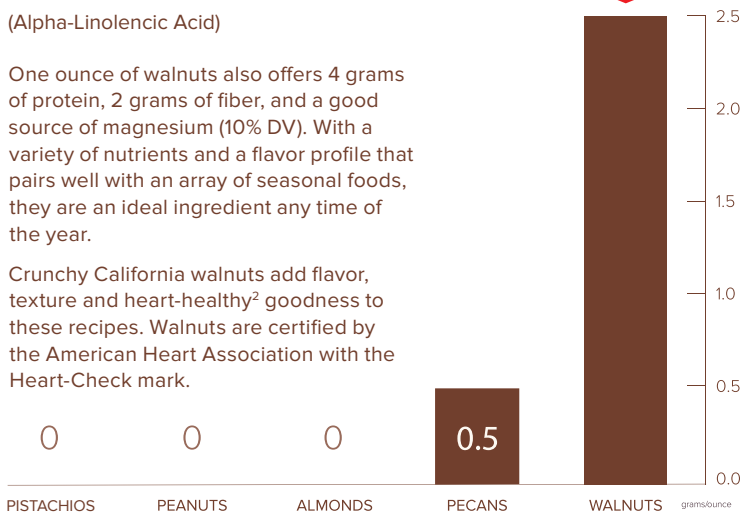 (Alpha-Linolencic Acid)
One ounce of walnuts also offers 4 grams
of protein, 2 grams of fiber, and a good
source of magnesium (10% DV). With a
variety of nutrients and a flavor profile that
pairs well with an array of seasonal foods,
they are an ideal ingredient any time of
the year.
Crunchy California walnuts add flavor,
texture and heart-healthy² goodness to
these recipes. Walnuts are certified by
the American Heart Association with the
Heart-Check mark.
2.5
2.0
1.5
1.0
0.5
0.0
0 0 0 0.5
PISTACHIOS PEANUTS ALMONDS PECANS WALNUTS grams/ounce